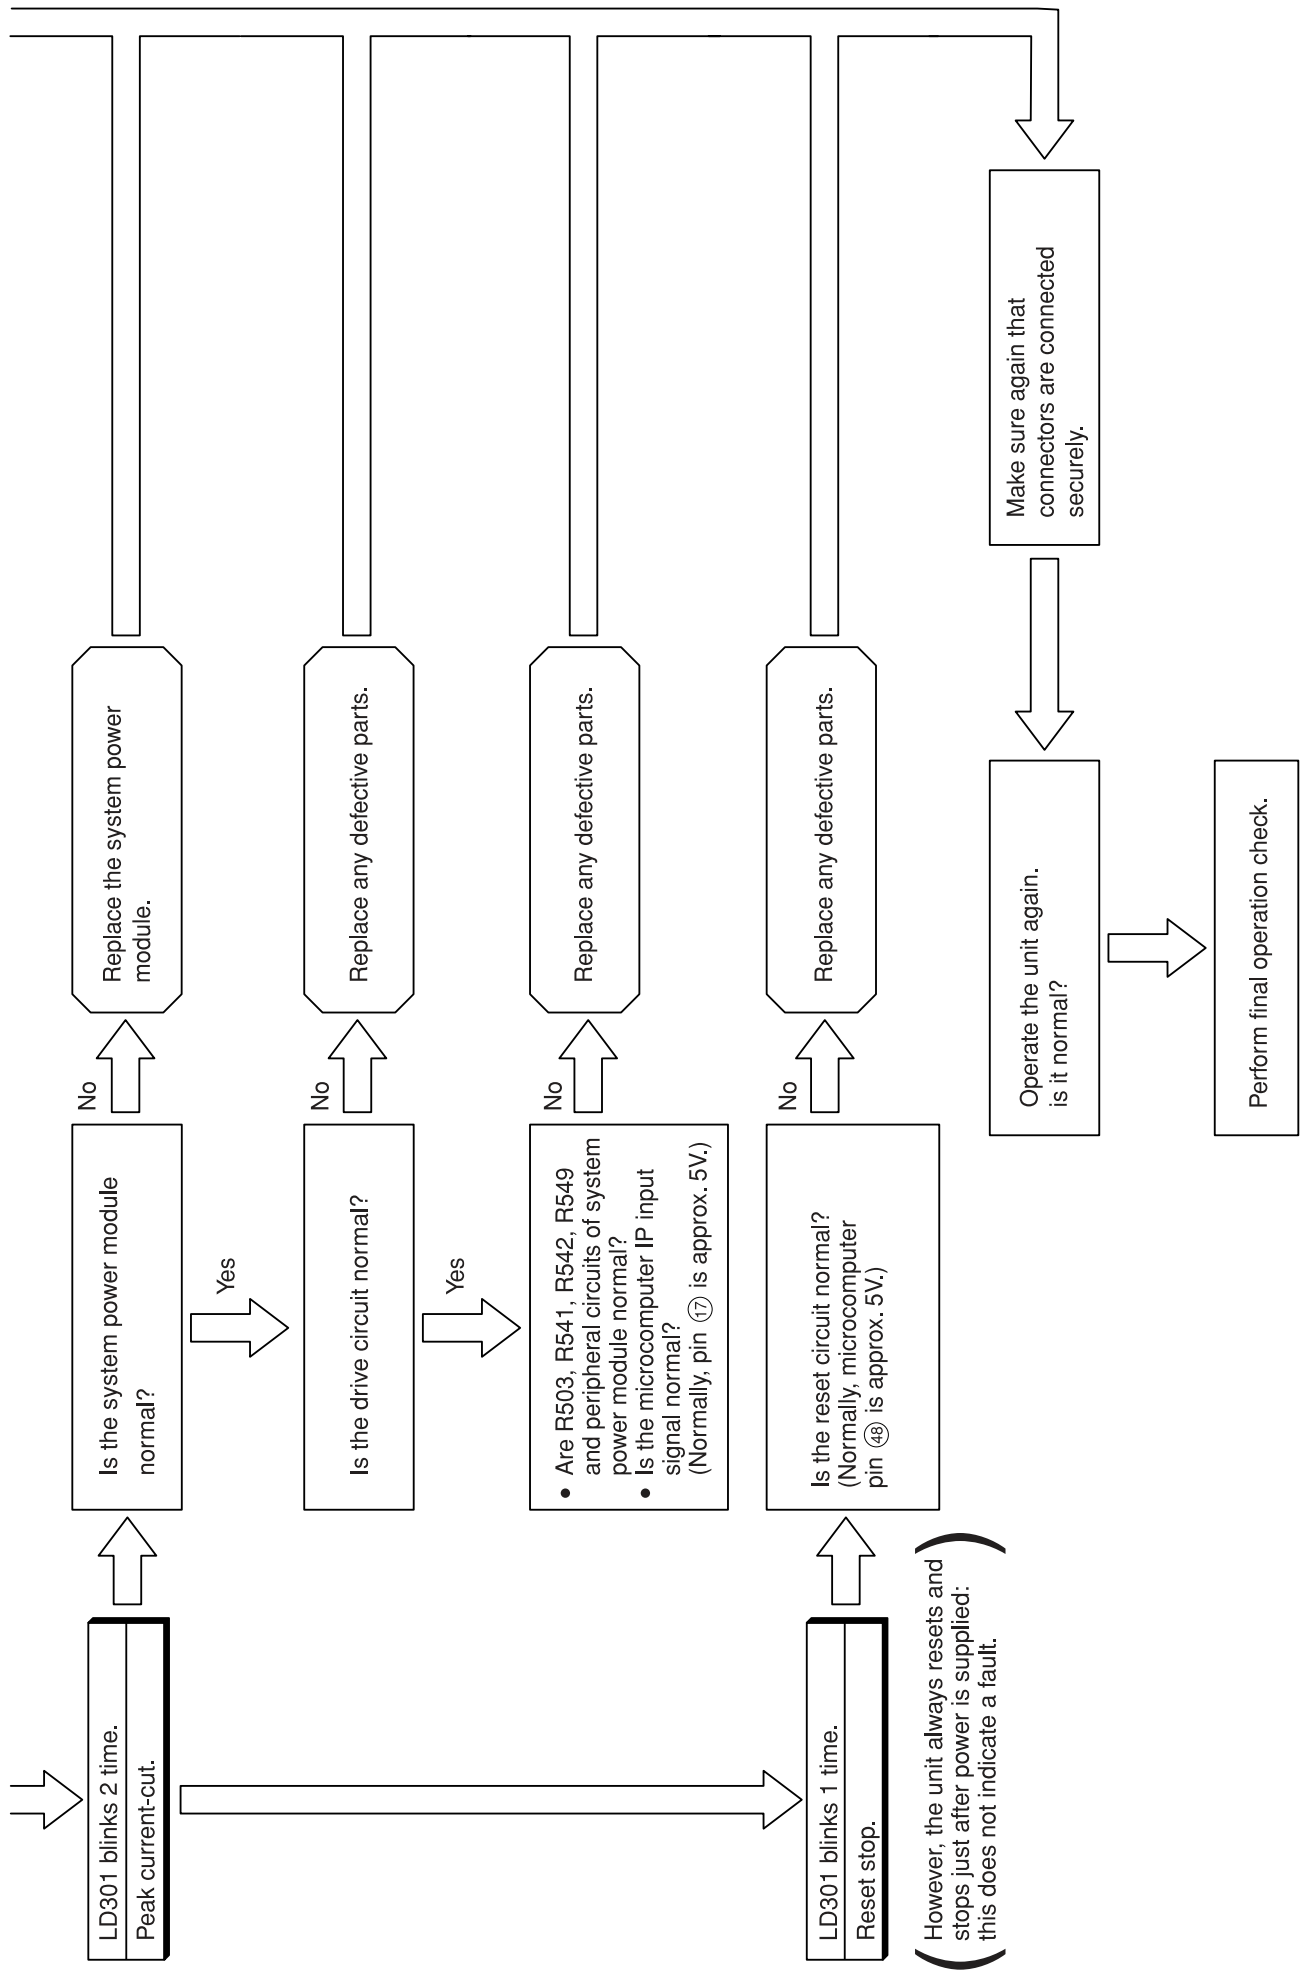 LD301 blinks 2 time.
Peak current-cut.
Is the system power module
normal?
No
Replace the system power
module.
Yes
Is the drive circuit normal?
No
Replace any defective parts.
Yes
• Are R503, R541, R542, R549
and peripheral circuits of system
power module normal?
• Is the microcomputer IP input
signal normal?
(Normally, pin ⑰ is approx. 5V.)
No
Replace any defective parts.
LD301 blinks 1 time.
Reset stop.
(However, the unit always resets and
stops just after power is supplied:
this does not indicate a fault.)
Is the reset circuit normal?
(Normally, microcomputer
pin ㊽ is approx. 5V.)
No
Replace any defective parts.
Make sure again that
connectors are connected
securely.
Operate the unit again.
is it normal?
Perform final operation check.